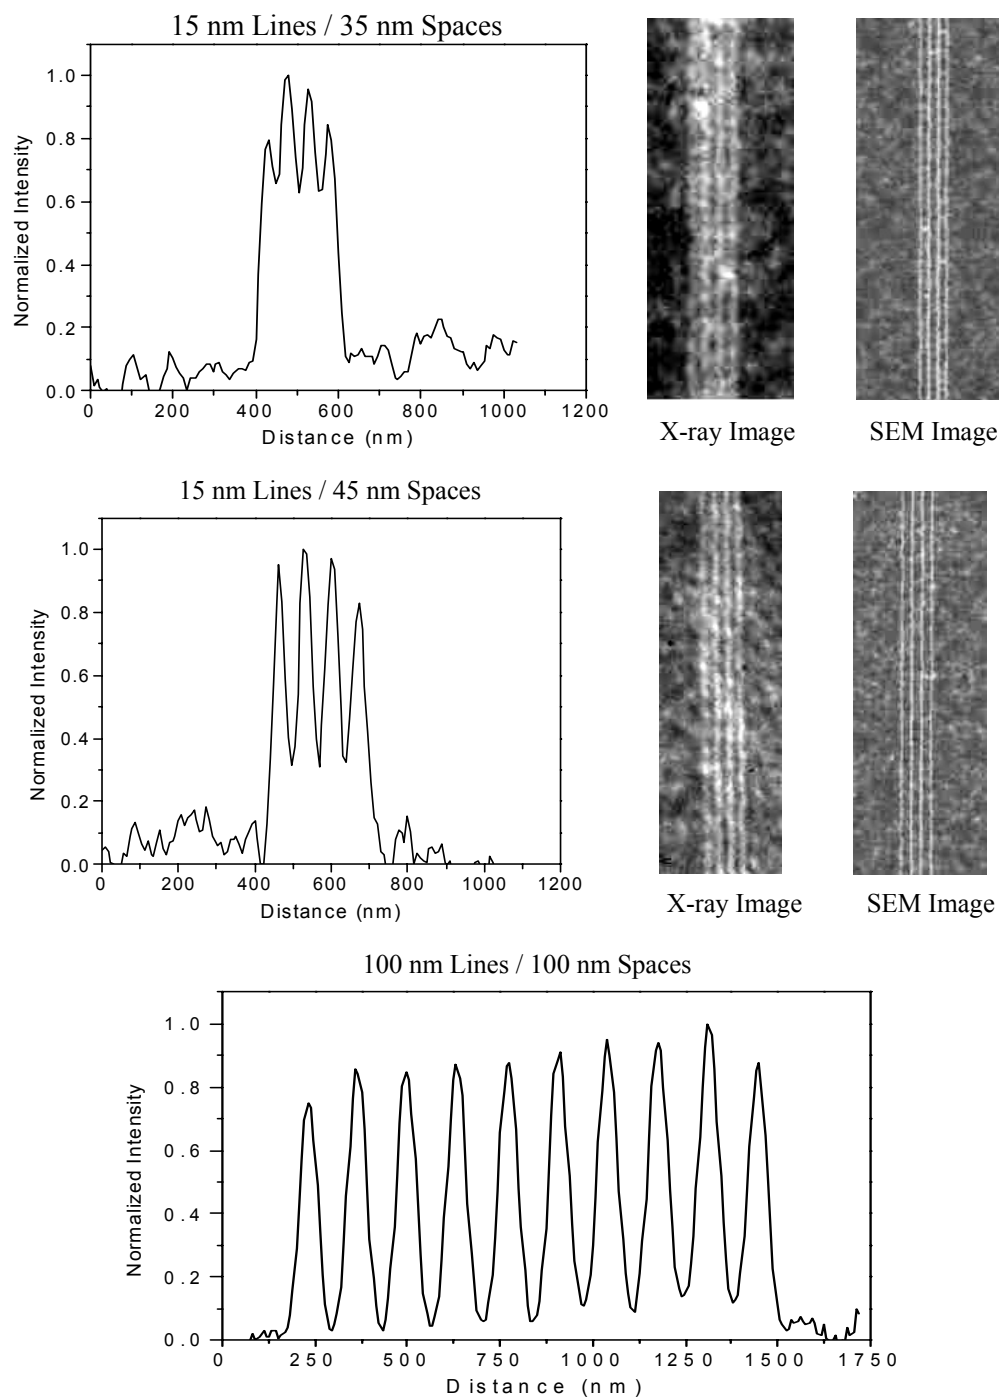 15 nm Lines / 35 nm Spaces
Normalized Intensity
1.0
0.8
0.6
0.4
0.2
0.0
0 200 400 600 800 1000 1200
Distance (nm)
X-ray Image SEM Image
15 nm Lines / 45 nm Spaces
Normalized Intensity
1.0
0.8
0.6
0.4
0.2
0.0
0 200 400 600 800 1000 1200
Distance (nm)
X-ray Image SEM Image
100 nm Lines / 100 nm Spaces
Normalized Intensity
1.0
0.8
0.6
0.4
0.2
0.0
0 250 500 750 1000 1250 1500 1750
Distance (nm)